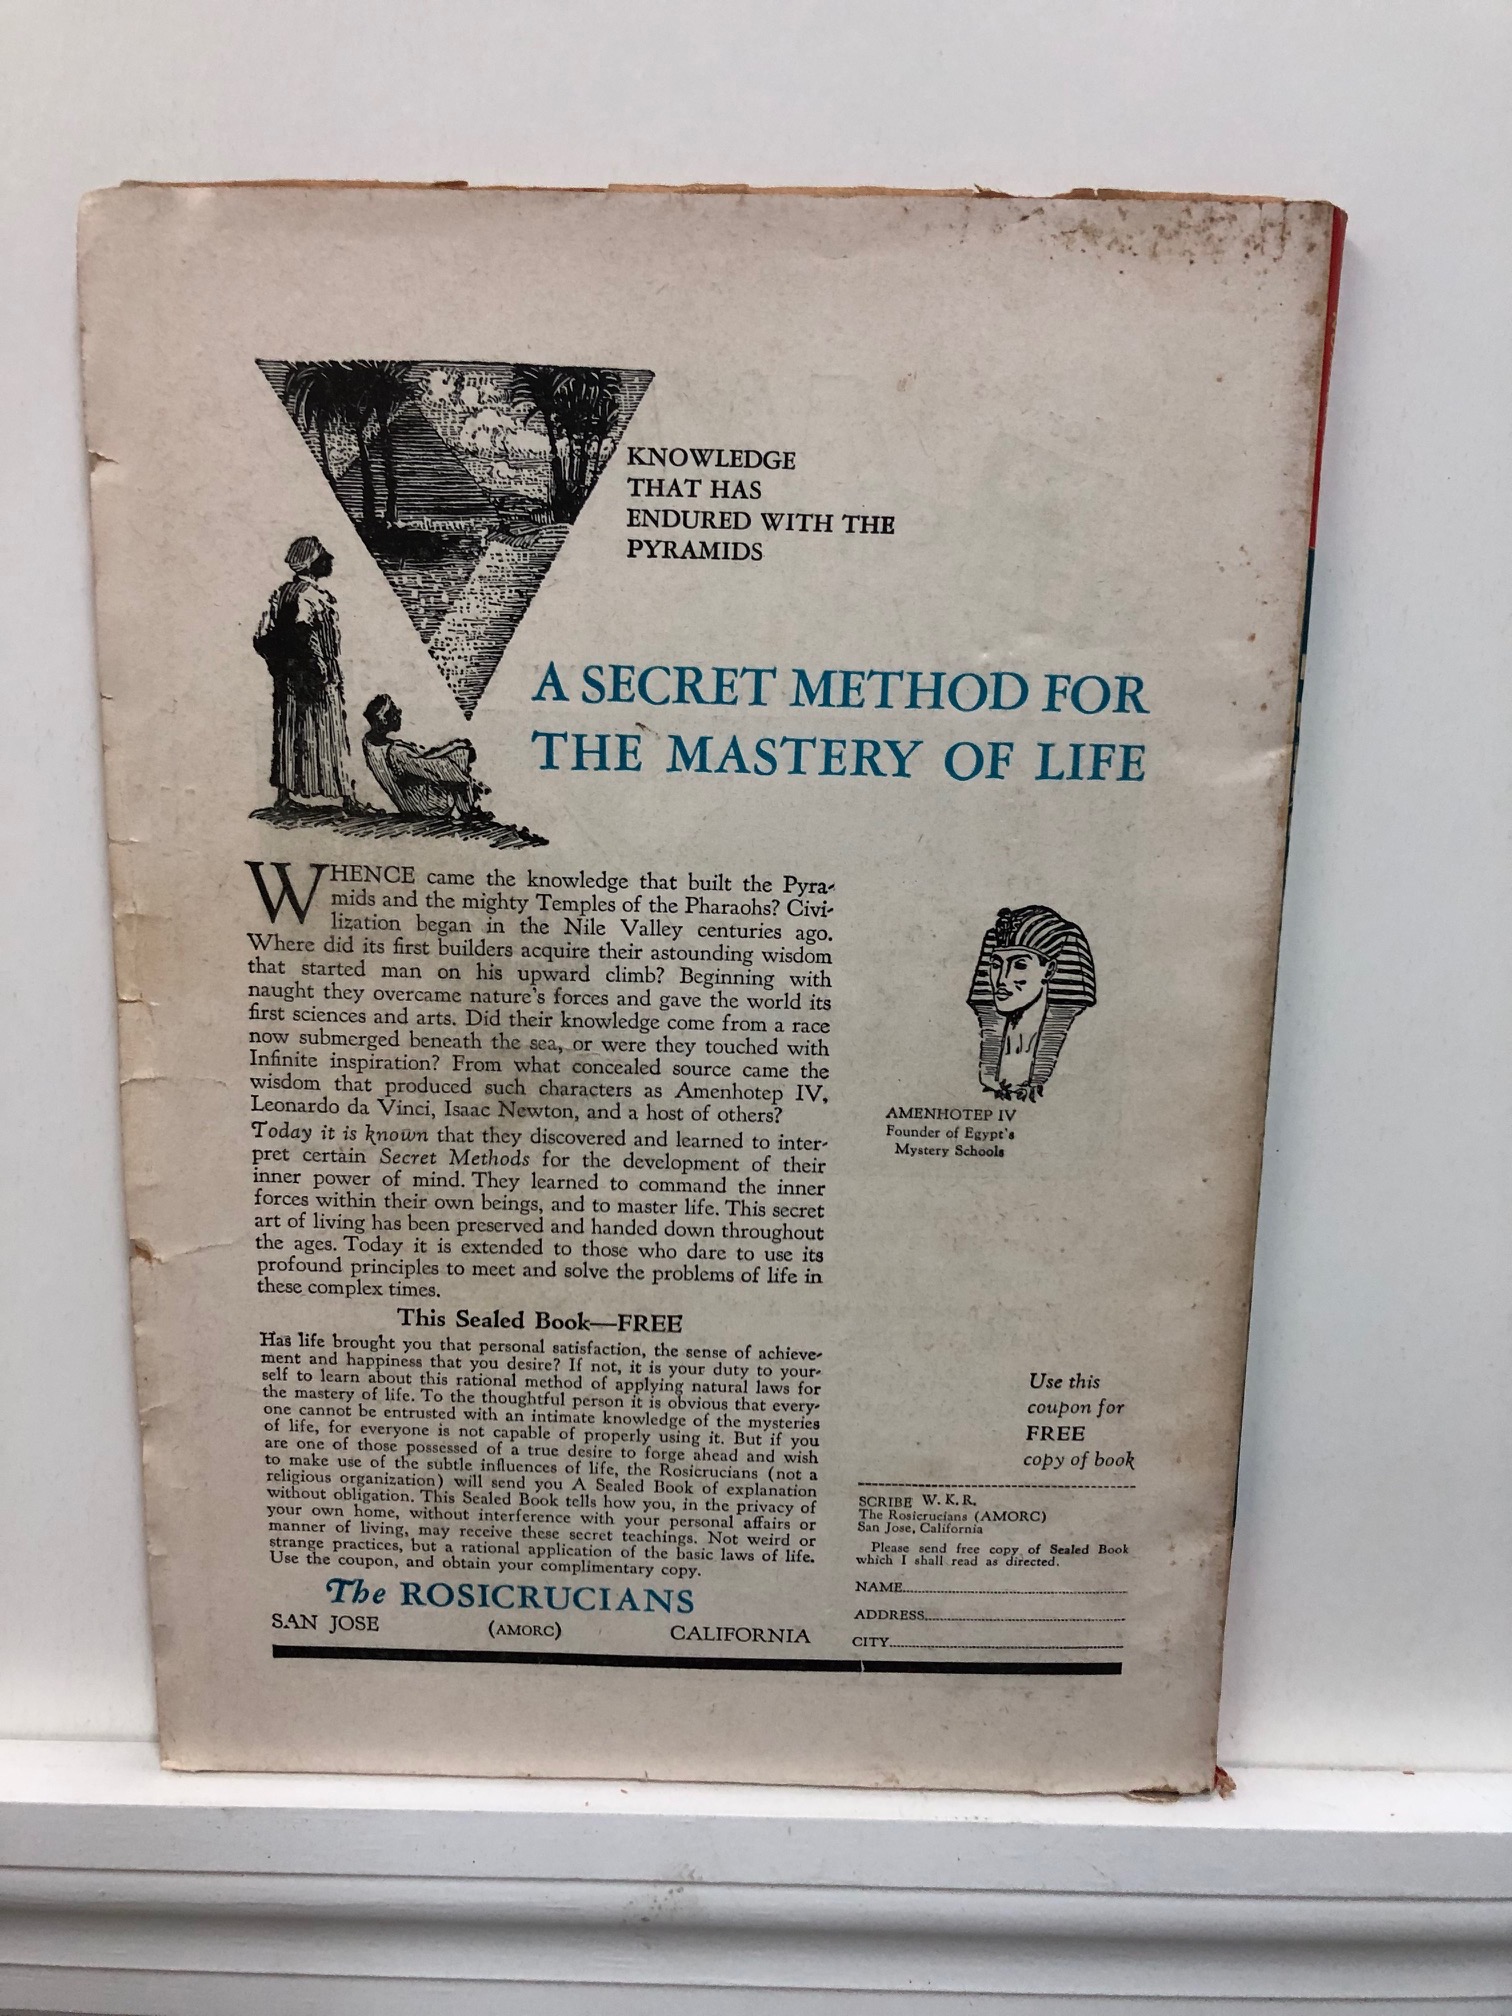 KNOWLEDGE
THAT HAS
ENDURED WITH THE
PYRAMIDS
A SECRET METHOD FOR
THE MASTERY OF LIFE
WHENCE came the knowledge that built the Pyra-
mids and the mighty Temples of the Pharaohs? Civi-
lization began in the Nile Valley centuries ago.
Where did its first builders acquire their astounding wisdom
that started man on his upward climb? Beginning with
naught they overcame nature's forces and gave the world its
first sciences and arts. Did their knowledge come from a race
now submerged beneath the sea, or were they touched with
Infinite inspiration? From what concealed source came the
wisdom that produced such characters as Amenhotep IV,
Leonardo da Vinci, Isaac Newton, and a host of others?
Today it is known that they discovered and learned to inter-
pret certain Secret Methods for the development of their
inner power of mind. They learned to command the inner
forces within their own beings, and to master life. This secret
art of living has been preserved and handed down throughout
the ages. Today it is extended to those who dare to use its
profound principles to meet and solve the problems of life in
these complex times.
This Sealed Book—FREE
Has life brought you that personal satisfaction, the sense of achieve-
ment and happiness that you desire? If not, it is your duty to your-
self to learn about this rational method of applying natural laws for
the mastery of life. To the thoughtful person it is obvious that every-
one cannot be entrusted with an intimate knowledge of the mysteries
of life, for everyone is not capable of properly using it. But if you
are one of those possessed of a true desire to forge ahead and wish
to make use of the subtle influences of life, the Rosicrucians (not a
religious organization) will send you A Sealed Book of explanation
without obligation. This Sealed Book tells how you, in the privacy of
your own home, without interference with your personal affairs or
manner of living, may receive these secret teachings. Not weird or
strange practices, but a rational application of the basic laws of life.
Use the coupon, and obtain your complimentary copy.
The ROSICRUCIANS
SAN JOSE (AMORC) CALIFORNIA
AMENHOTEP IV
Founder of Egypt's
Mystery Schools
Use this
coupon for
FREE
copy of book
SCRIBE W. K. R.
The Rosicrucians (AMORC)
San Jose, California
Please send free copy of Sealed Book
which I shall read as directed.
NAME
ADDRESS
CITY